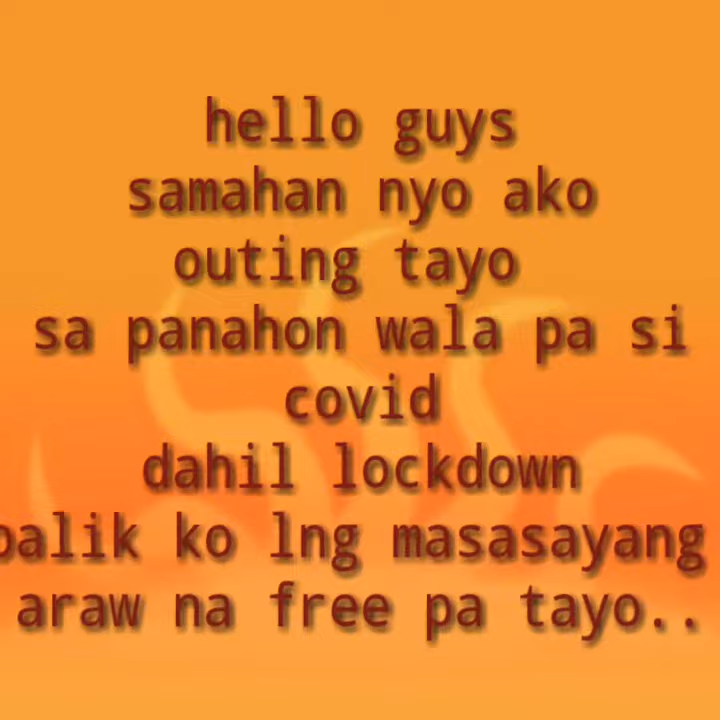 hello guys
samahan nyo ako
outing tayo
sa panahon wala pa si
covid
dahil lockdown
balik ko lng masasayang
araw na free pa tayo..